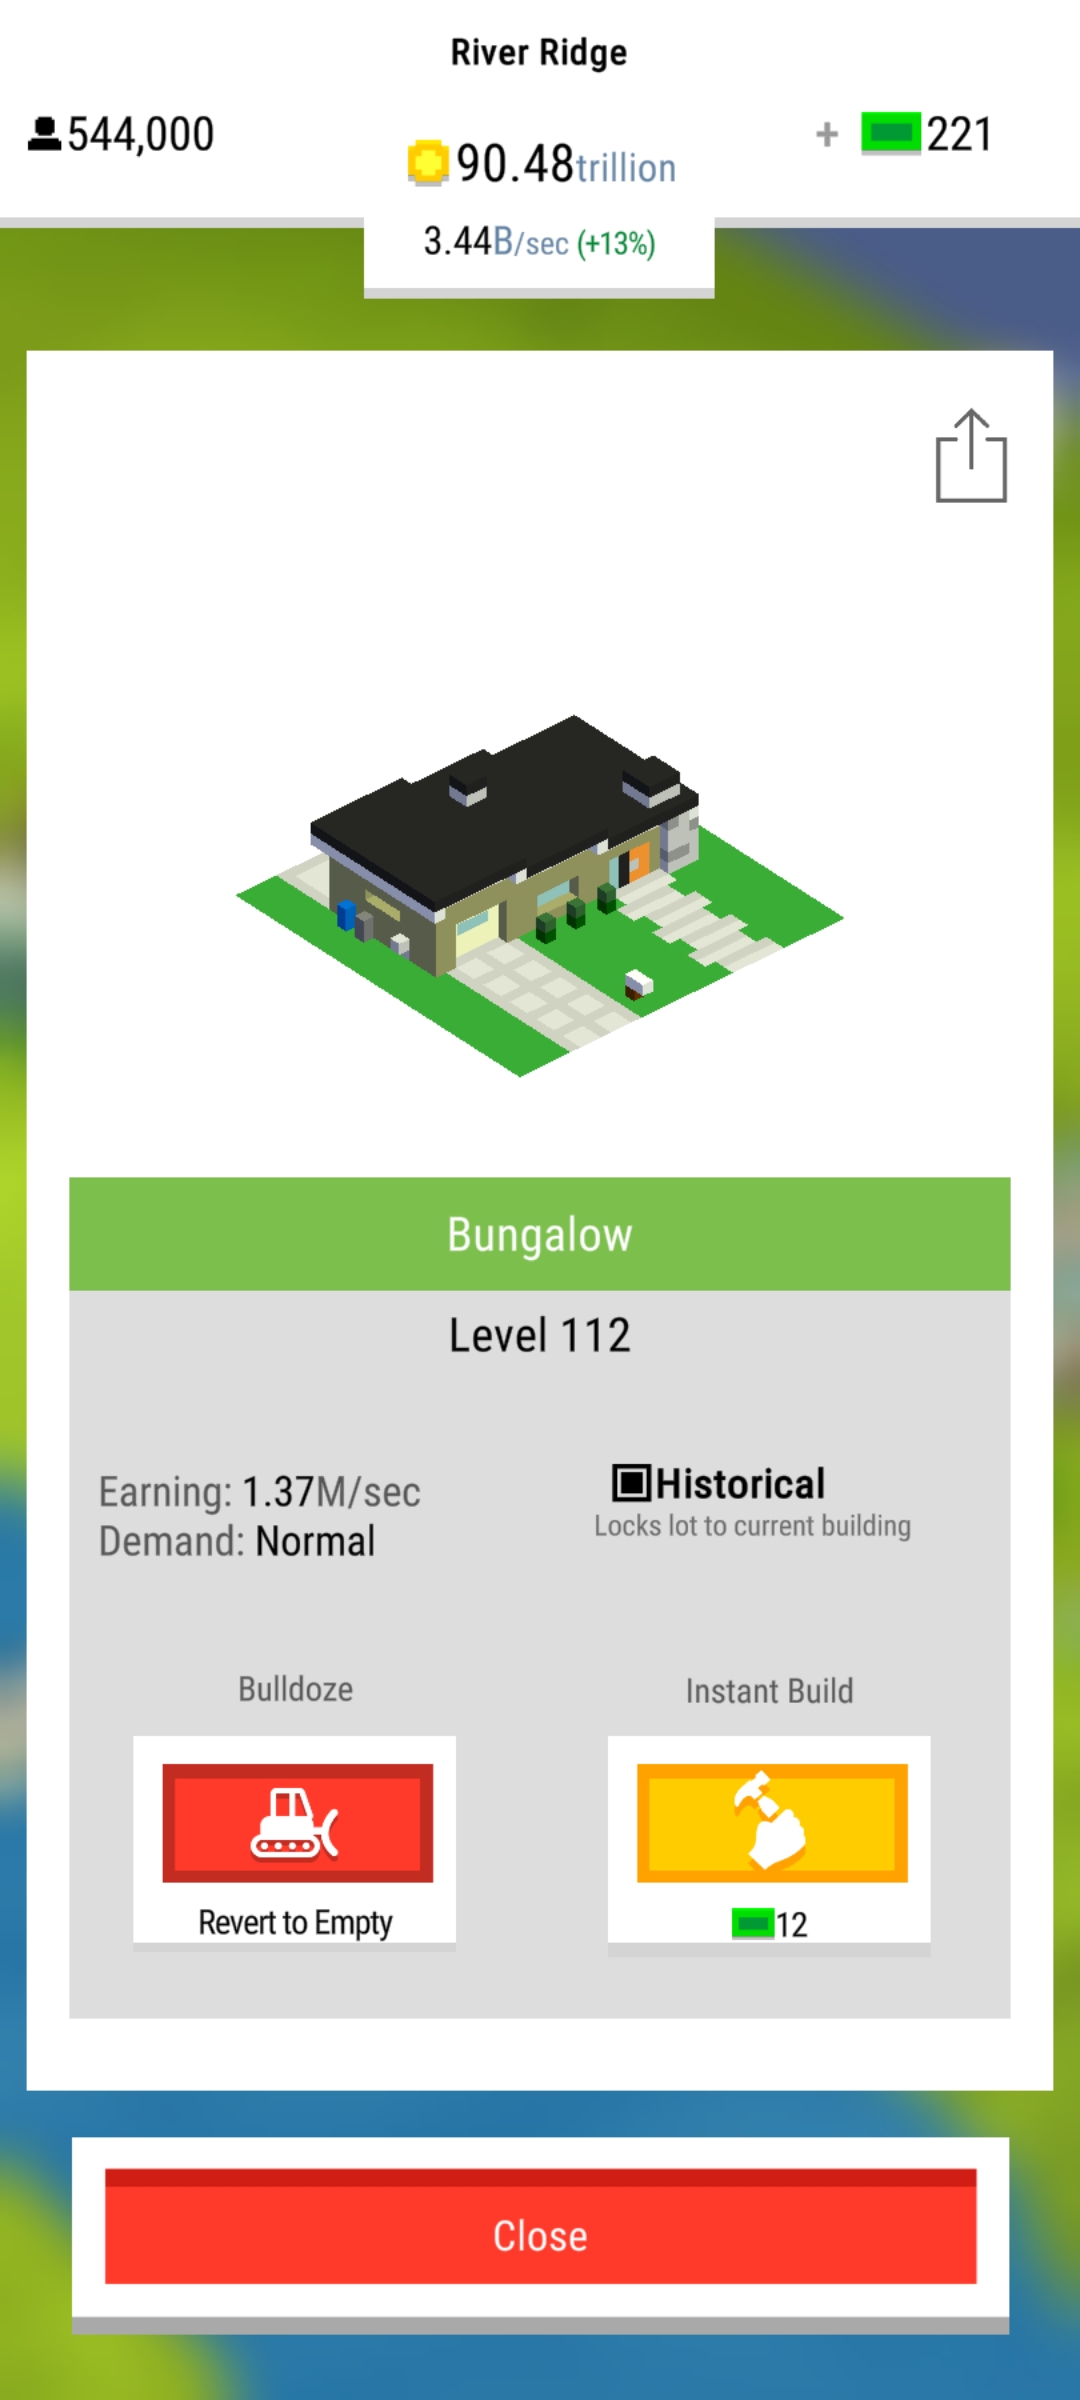 River Ridge
544,000
90.48trillion
+ 221
3.44B/sec (+13%)
Bungalow
Level 112
Earning: 1.37M/sec
Demand: Normal
Historical
Locks lot to current building
Bulldoze
Revert to Empty
Instant Build
12
Close